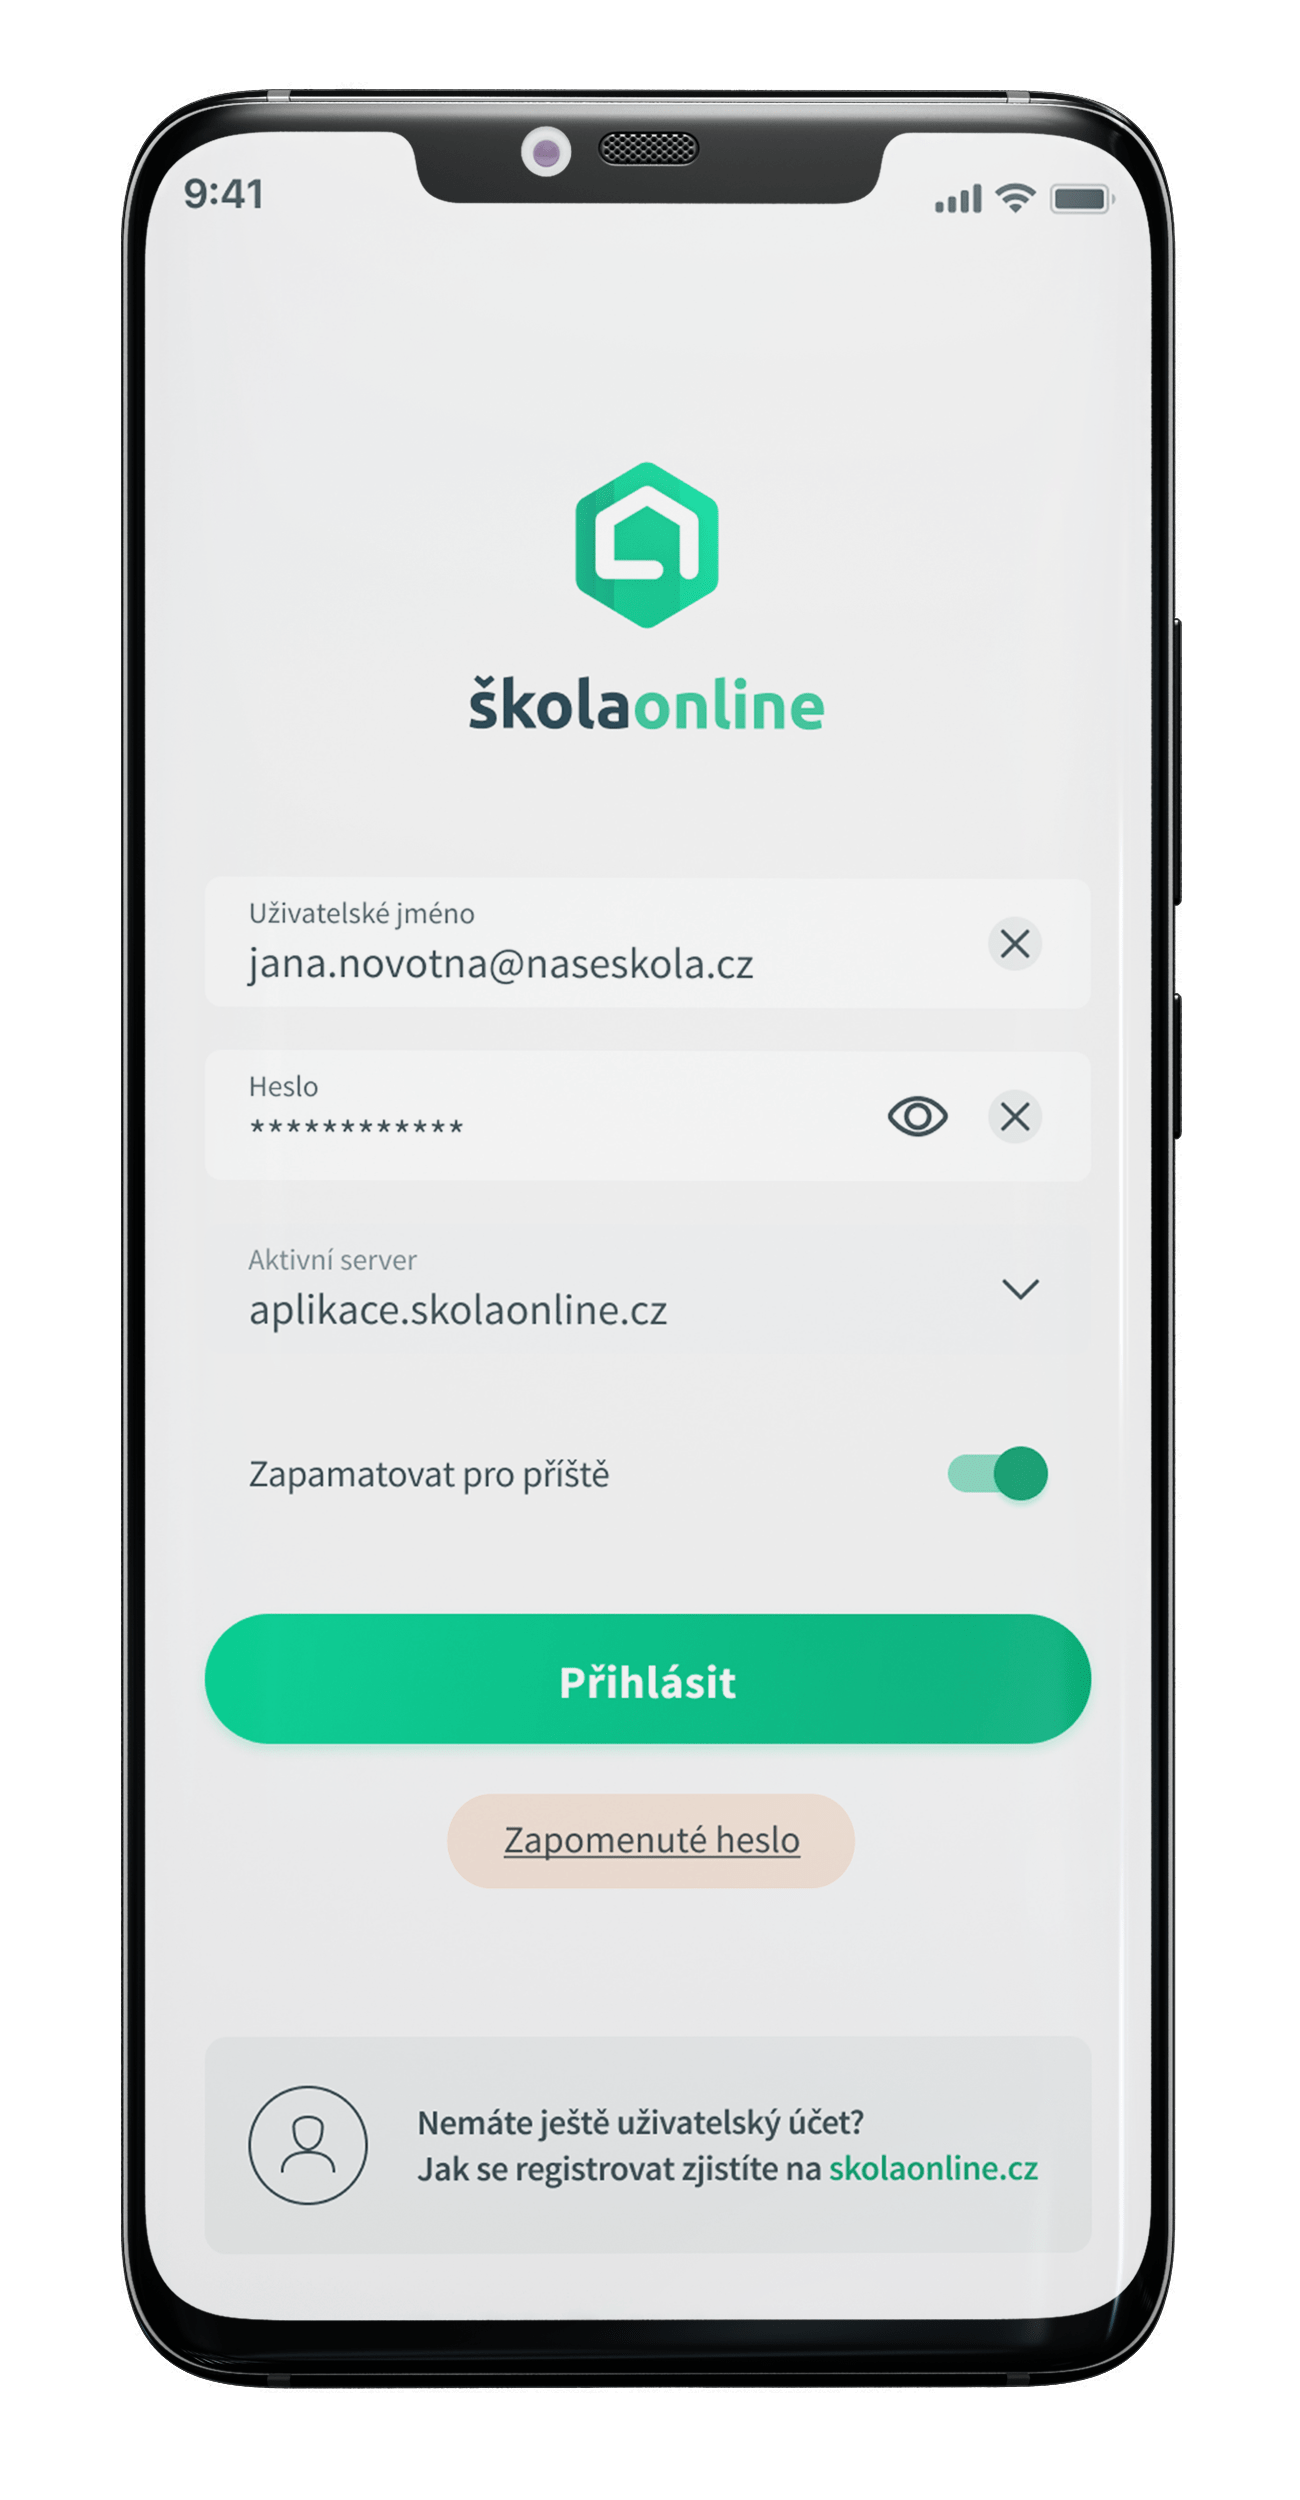 9:41
školaonline
Uživatelské jméno
jana.novotna@naseskola.cz
Heslo
************
Aktivní server
aplikace.skolaonline.cz
Zapamatovat pro příště
Přihlásit
Zapomenuté heslo
Nemáte ještě uživatelský účet?
Jak se registrovat zjistíte na skolaonline.cz